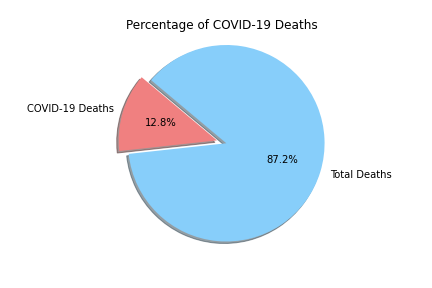 Percentage of COVID-19 Deaths
COVID-19 Deaths
12.8%
87.2%
Total Deaths